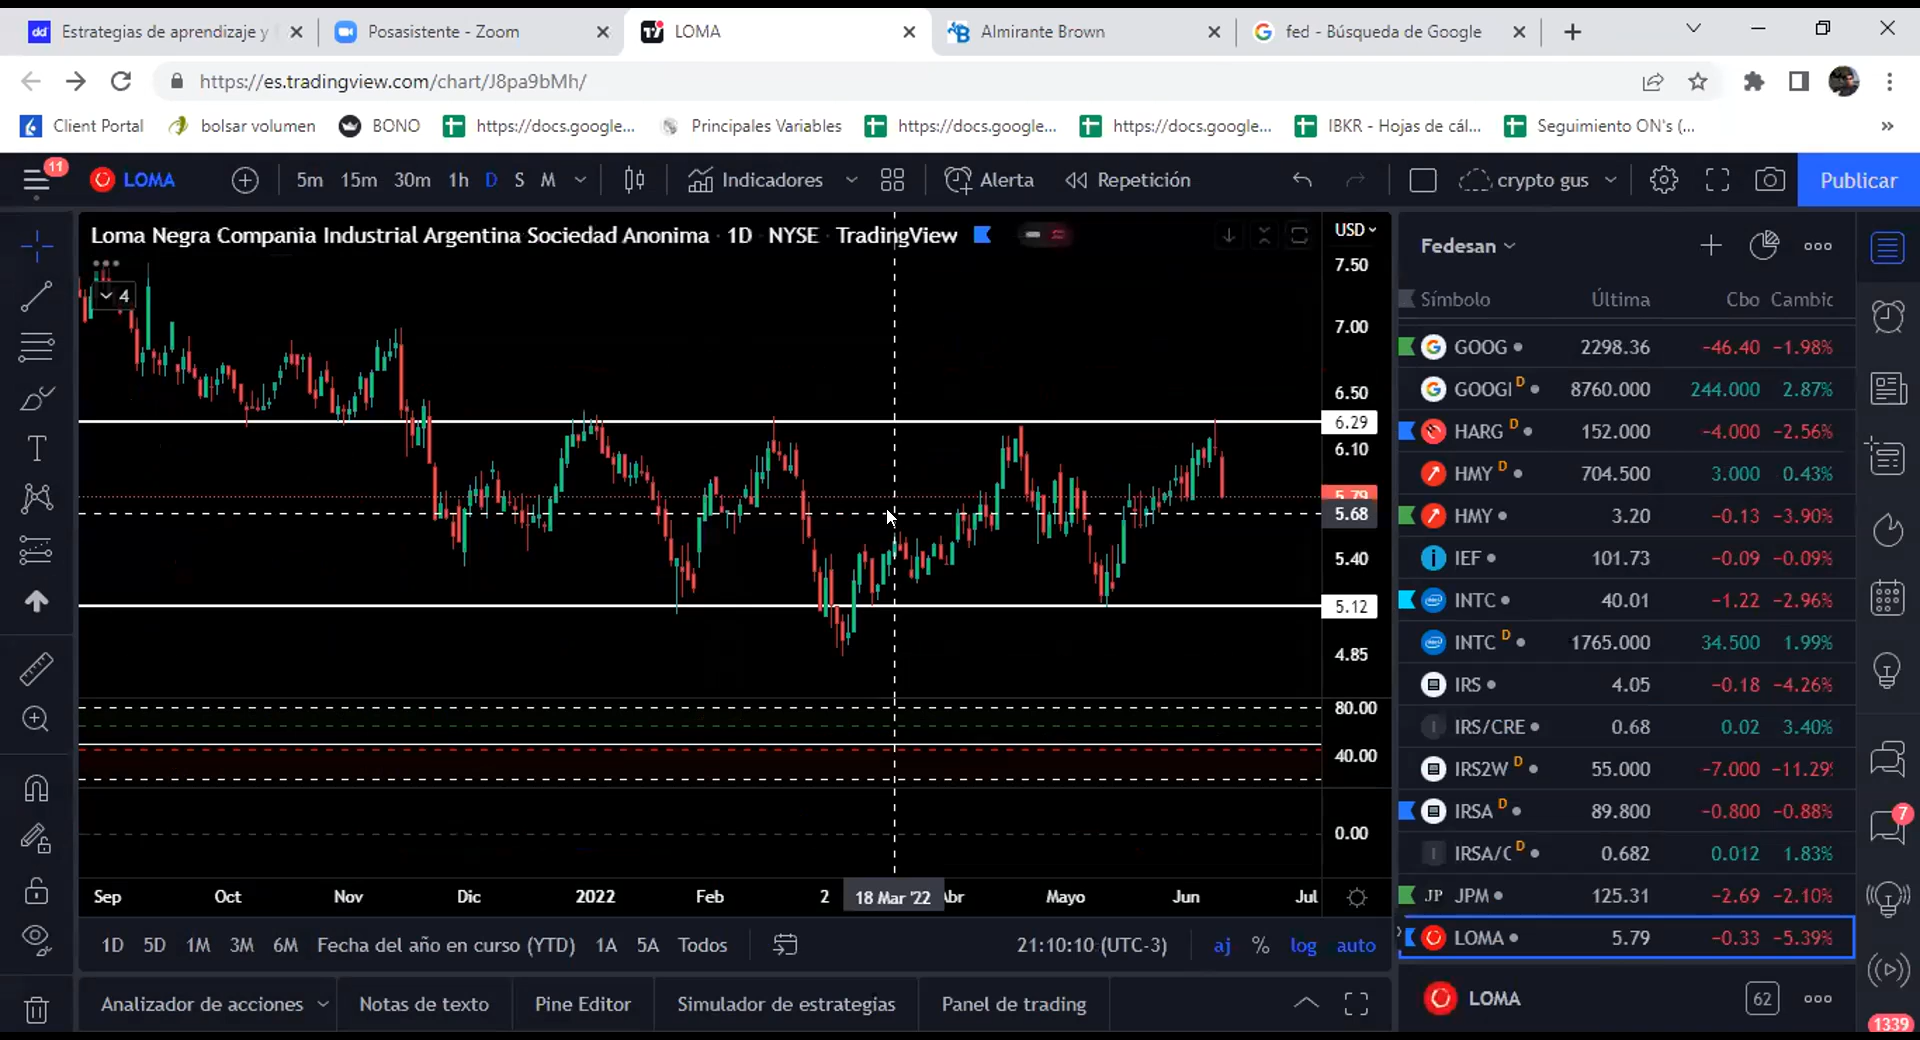 Estrategias de aprendizaje y
Posasistente - Zoom
LOMA
Almirante Brown
fed - Búsqueda de Google
https://es.tradingview.com/chart/J8pa9bMh/
Client Portal
bolsar volumen
BONO
https://docs.google...
Principales Variables
https://docs.google...
https://docs.google...
IBKR - Hojas de cál...
Seguimiento ON's (...
11
LOMA
5m 15m 30m 1h D S M
Indicadores
Alerta
Repetición
crypto gus
Publicar
Loma Negra Compania Industrial Argentina Sociedad Anonima · 1D NYSE TradingView
4
USD
7.50
7.00
6.50
6.29
6.10
5.79
5.68
5.40
5.12
4.85
80.00
40.00
0.00
Sep Oct Nov Dic 2022 Feb 2 18 Mar '22 Abr Mayo Jun Jul
1D 5D 1M 3M 6M Fecha del año en curso (YTD) 1A 5A Todos
21:10:10 (UTC-3)
aj % log auto
Analizador de acciones
Notas de texto
Pine Editor
Simulador de estrategias
Panel de trading
Fedesan
Símbolo Última Cbo Cambic
GOOG 2298.36 −46.40 −1.98%
GOOGl D 8760.000 244.000 2.87%
HARG D 152.000 −4.000 −2.56%
HMY D 704.500 3.000 0.43%
HMY 3.20 −0.13 −3.90%
IEF 101.73 −0.09 −0.09%
INTC 40.01 −1.22 −2.96%
INTC D 1765.000 34.500 1.99%
IRS 4.05 −0.18 −4.26%
I IRS/CRE 0.68 0.02 3.40%
IRS2W D 55.000 −7.000 −11.29
IRSA D 89.800 −0.800 −0.88%
I IRSA/C D 0.682 0.012 1.83%
JP JPM 125.31 −2.69 −2.10%
LOMA 5.79 −0.33 −5.39%
LOMA
62
7
1339